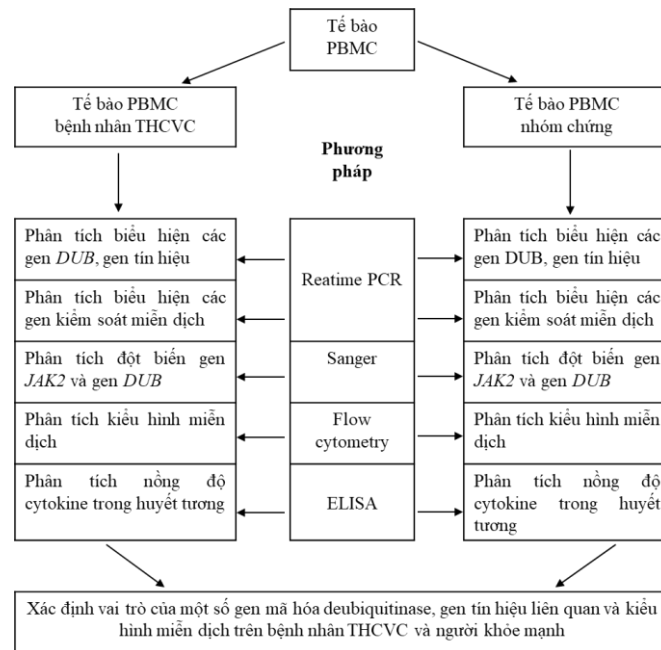 Tế bào
PBMC
Tế bào PBMC
bệnh nhân THCVC
Tế bào PBMC
nhóm chứng
Phương
pháp
Phân tích biểu hiện các
gen DUB, gen tín hiệu
Phân tích biểu hiện các
gen kiểm soát miễn dịch
Phân tích đột biến gen
JAK2 và gen DUB
Phân tích kiểu hình miễn
dịch
Phân tích nồng độ
cytokine trong huyết tương
Reatime PCR
Sanger
Flow
cytometry
ELISA
Phân tích biểu hiện các
gen DUB, gen tín hiệu
Phân tích biểu hiện các
gen kiểm soát miễn dịch
Phân tích đột biến gen
JAK2 và gen DUB
Phân tích kiểu hình miễn
dịch
Phân tích nồng độ
cytokine trong huyết
tương
Xác định vai trò của một số gen mã hóa deubiquitinase, gen tín hiệu liên quan và kiểu
hình miễn dịch trên bệnh nhân THCVC và người khỏe mạnh